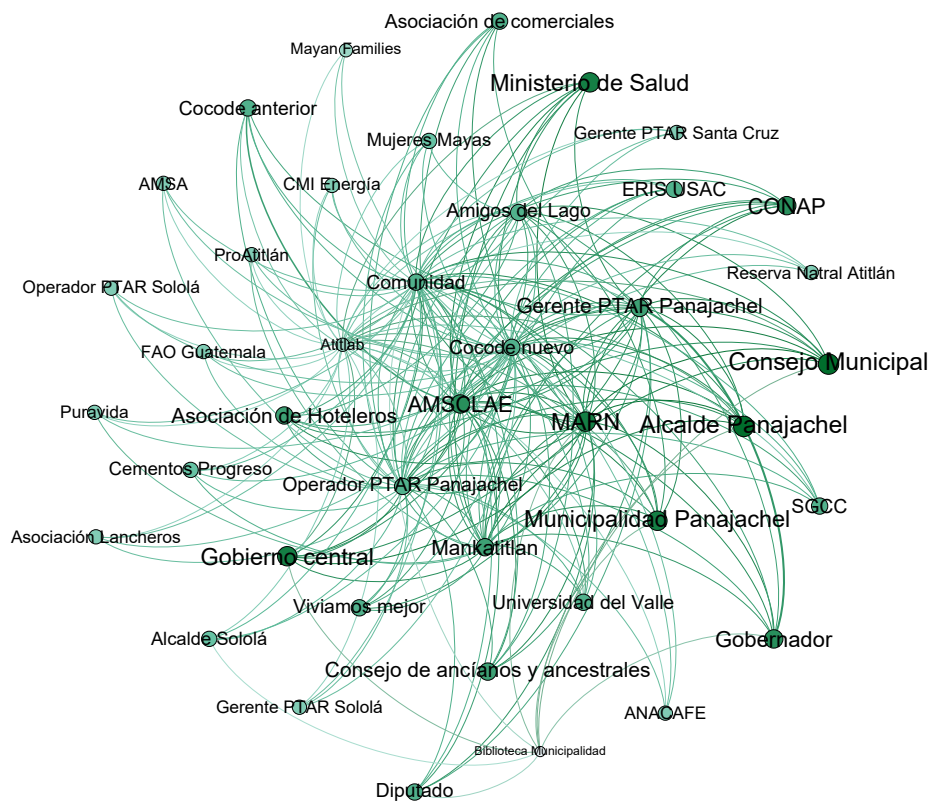 Asociación de comerciales
Mayan Families
Ministerio de Salud
Cocode anterior
Mujeres Mayas
Gerente PTAR Santa Cruz
AMSA
CMI Energía
ERIS USAC
CONAP
Amigos del Lago
ProAtitlán
Comunidad
Reserva Natral Atitlán
Operador PTAR Sololá
Gerente PTAR Panajachel
FAO Guatemala
Atitlab
Cocode nuevo
Consejo Municipal
Puravida
Asociación de Hoteleros
AMSCLAE
MARN
Alcalde Panajachel
Cementos Progreso
Operador PTAR Panajachel
SGCC
Asociación Lancheros
Municipalidad Panajachel
Gobierno central
Mankatitlan
Viviamos mejor
Universidad del Valle
Alcalde Sololá
Gobernador
Consejo de ancíanos y ancestrales
Gerente PTAR Sololá
ANACAFE
Biblioteca Municipalidad
Diputado